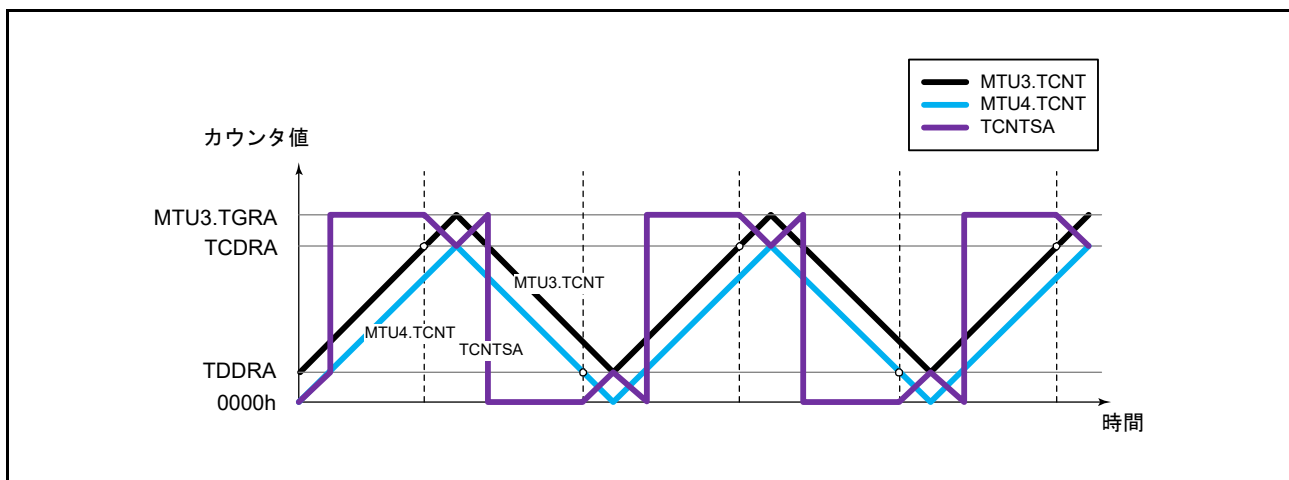 MTU3.TCNT
MTU4.TCNT
TCNTSA
カウンタ値
MTU3.TGRA
TCDRA
MTU3.TCNT
MTU4.TCNT
TCNTSA
TDDRA
0000h
時間